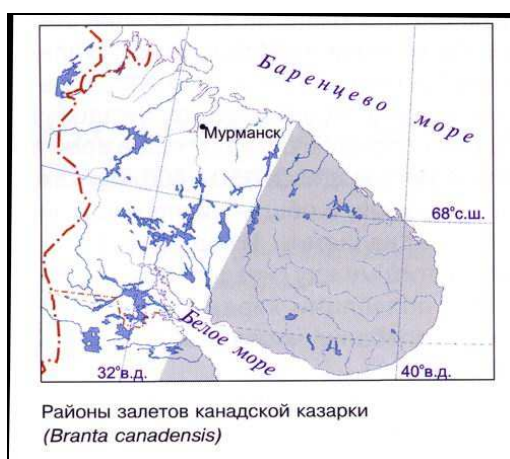 Баренцево море
Мурманск
68°с.ш.
Белое море
32°в.д.
40°в.д.
Районы залетов канадской казарки
(Branta canadensis)